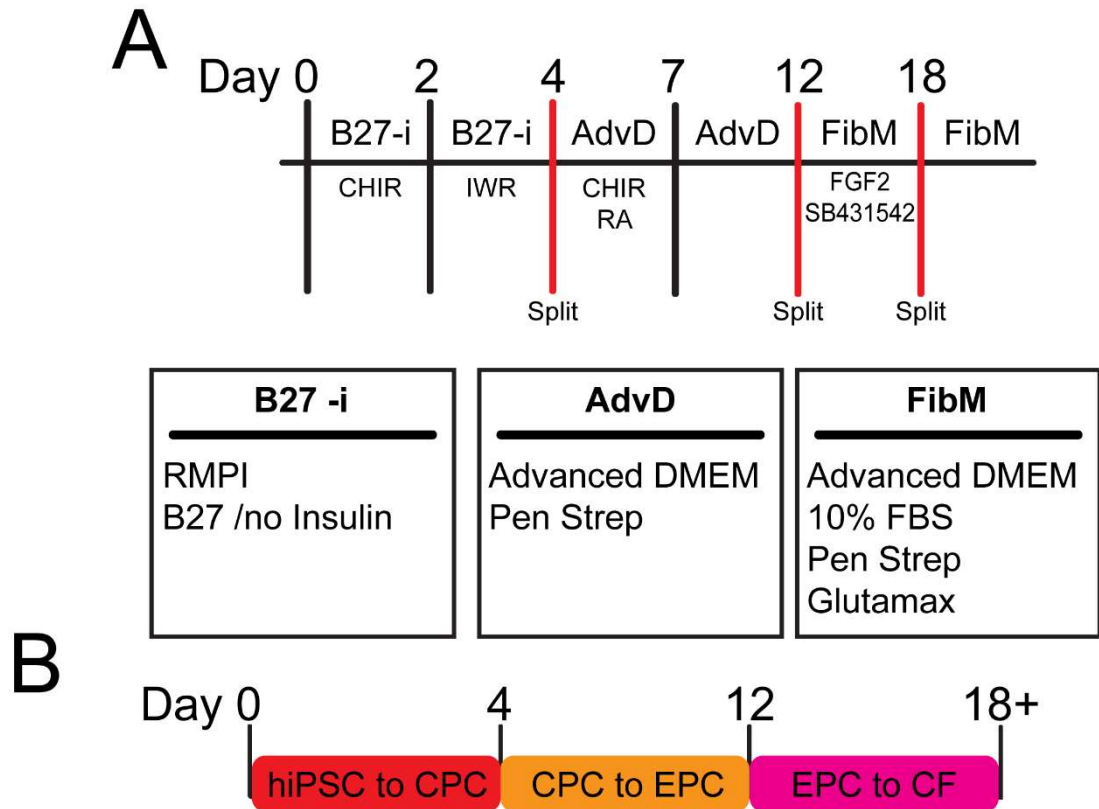 A
Day 0 2 4 7 12 18
B27-i B27-i AdvD AdvD FibM FibM
CHIR IWR CHIR FGF2
RA SB431542
Split Split Split
B27 -i
RMPI
B27 /no Insulin
AdvD
Advanced DMEM
Pen Strep
FibM
Advanced DMEM
10% FBS
Pen Strep
Glutamax
B
Day 0 4 12 18+
hiPSC to CPC CPC to EPC EPC to CF